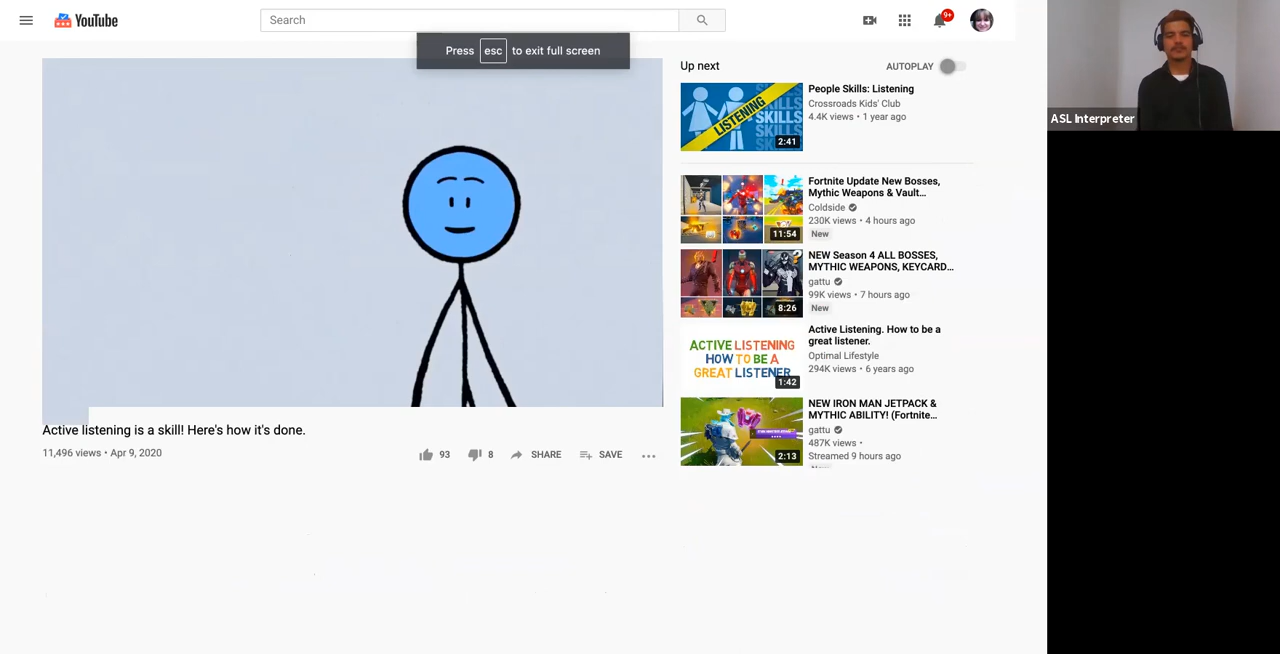 YouTube
Search
9+
Press esc to exit full screen
Up next
AUTOPLAY
LISTENING
SKILLS
SKILLS
2:41
People Skills: Listening
Crossroads Kids' Club
4.4K views • 1 year ago
11:54
Fortnite Update New Bosses,
Mythic Weapons & Vault...
Coldside
230K views • 4 hours ago
New
8:26
NEW Season 4 ALL BOSSES,
MYTHIC WEAPONS, KEYCARD...
gattu
99K views • 7 hours ago
New
ACTIVE LISTENING
HOW TO BE A
GREAT LISTENER
1:42
Active Listening. How to be a
great listener.
Optimal Lifestyle
294K views • 6 years ago
2:13
NEW IRON MAN JETPACK &
MYTHIC ABILITY! (Fortnite...
gattu
487K views •
Streamed 9 hours ago
Active listening is a skill! Here's how it's done.
11,496 views • Apr 9, 2020
93
8
SHARE
SAVE
ASL Interpreter